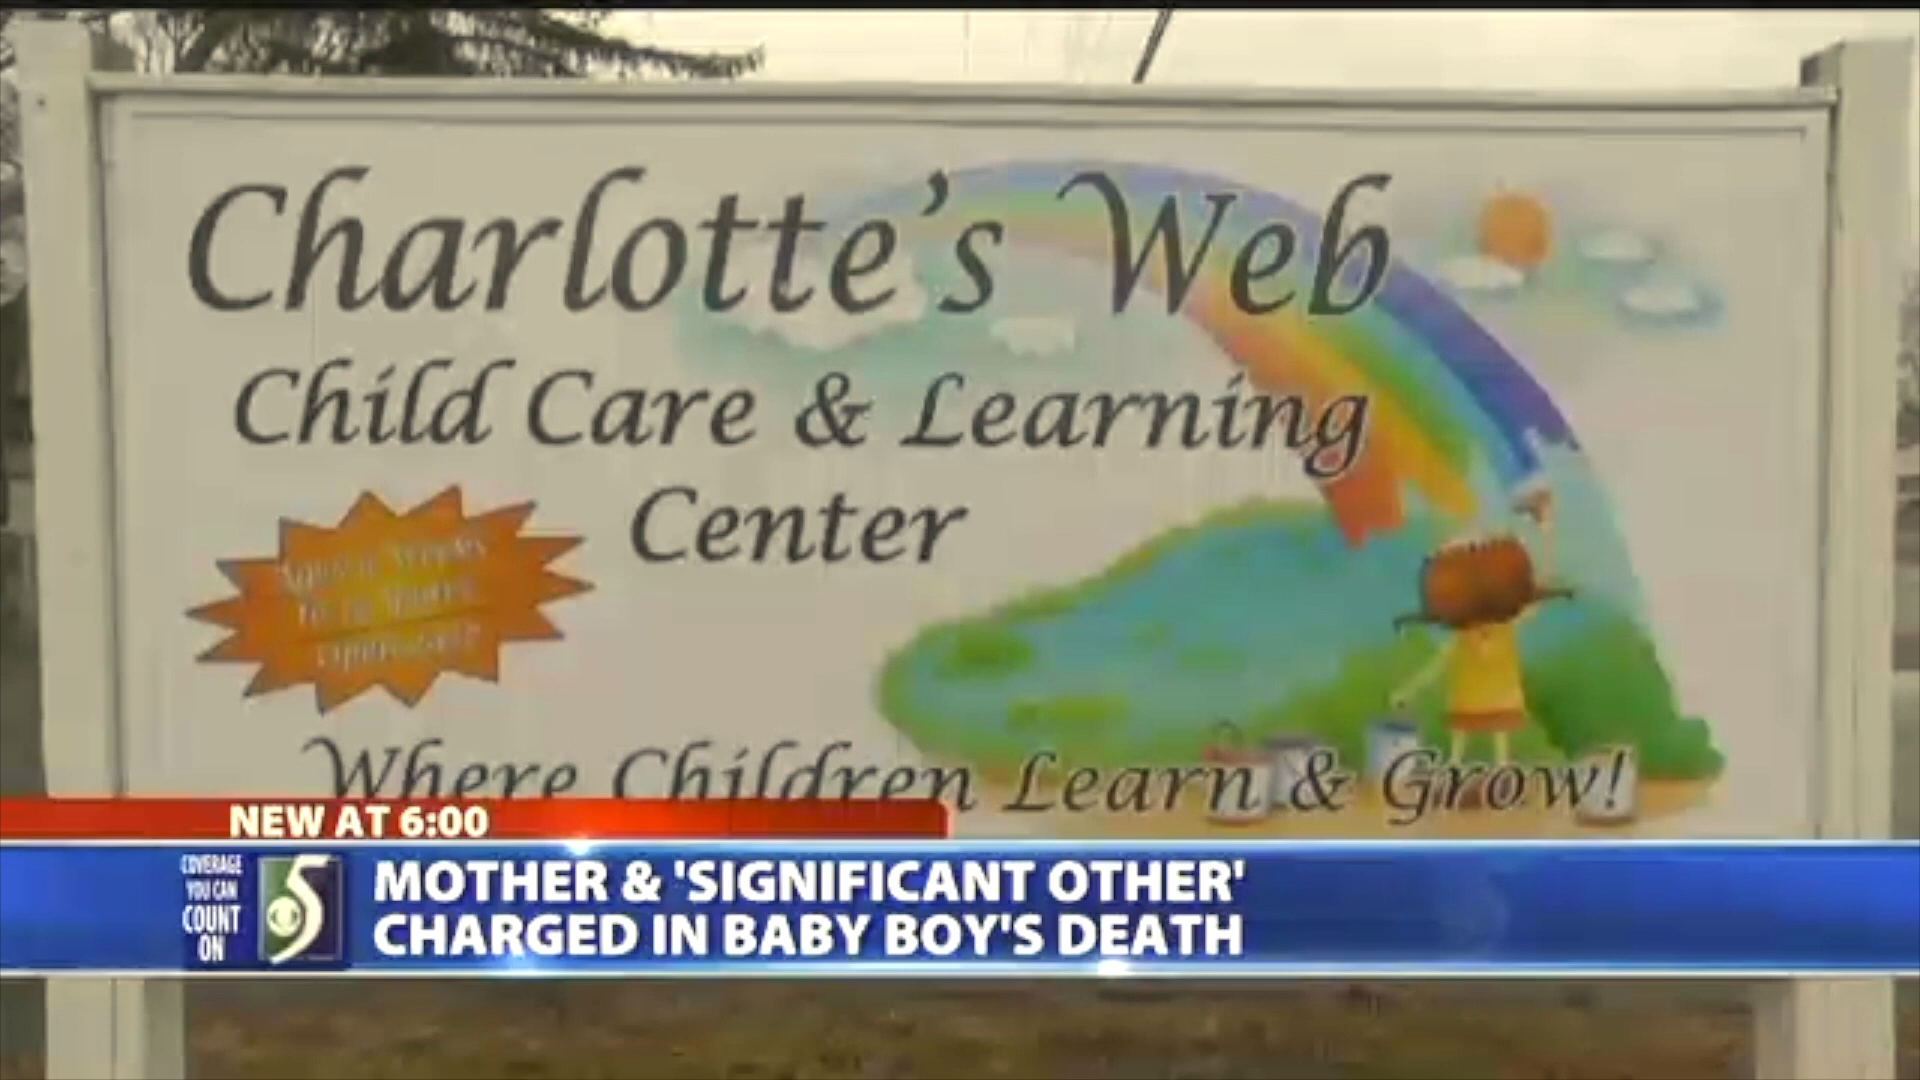 Charlotte's Web
Child Care & Learning
Center
Where Children Learn & Grow!
NEW AT 6:00
COVERAGE
YOU CAN
COUNT
ON
5
MOTHER & 'SIGNIFICANT OTHER'
CHARGED IN BABY BOY'S DEATH